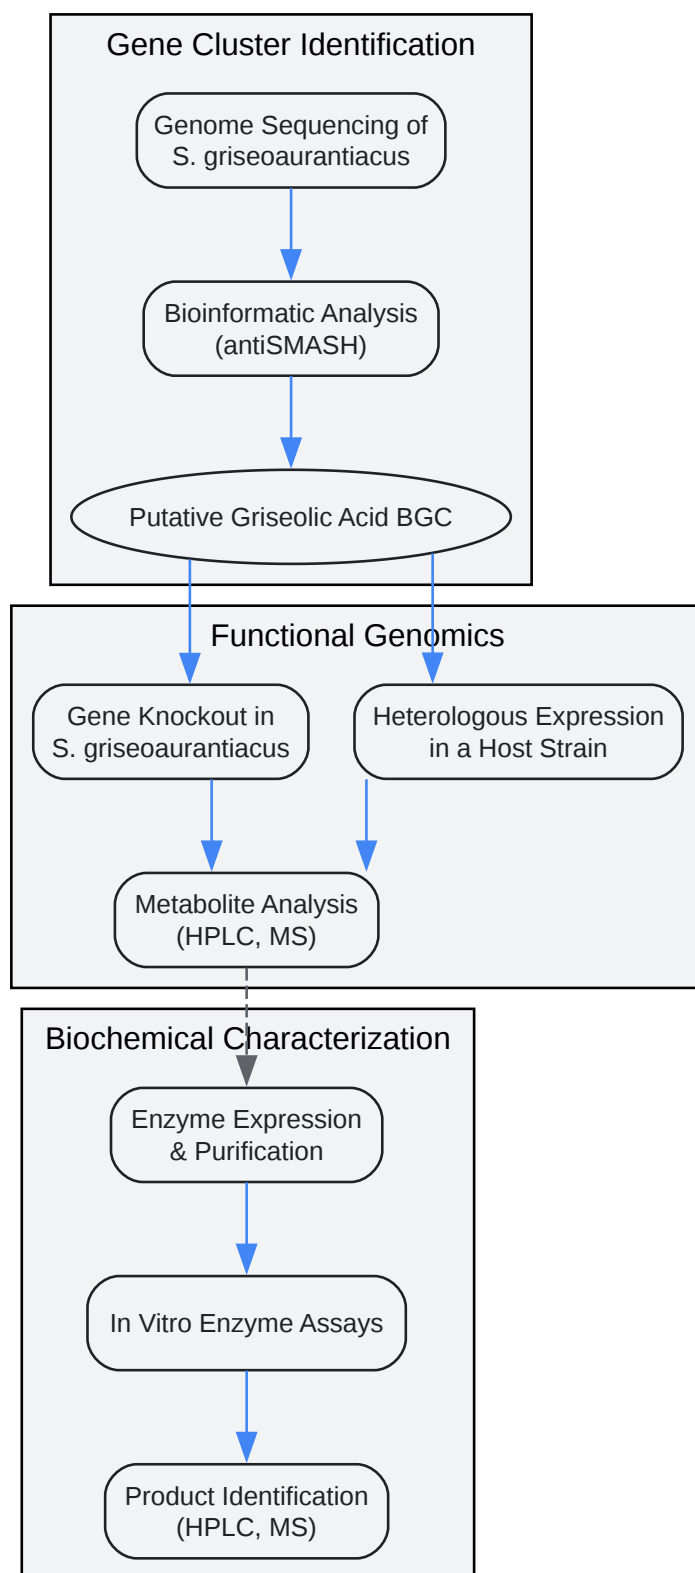 Gene Cluster Identification
Genome Sequencing of
S. griseoaurantiacus
Bioinformatic Analysis
(antiSMASH)
Putative Griseolic Acid BGC
Functional Genomics
Gene Knockout in
S. griseoaurantiacus
Heterologous Expression
in a Host Strain
Metabolite Analysis
(HPLC, MS)
Biochemical Characterization
Enzyme Expression
& Purification
In Vitro Enzyme Assays
Product Identification
(HPLC, MS)